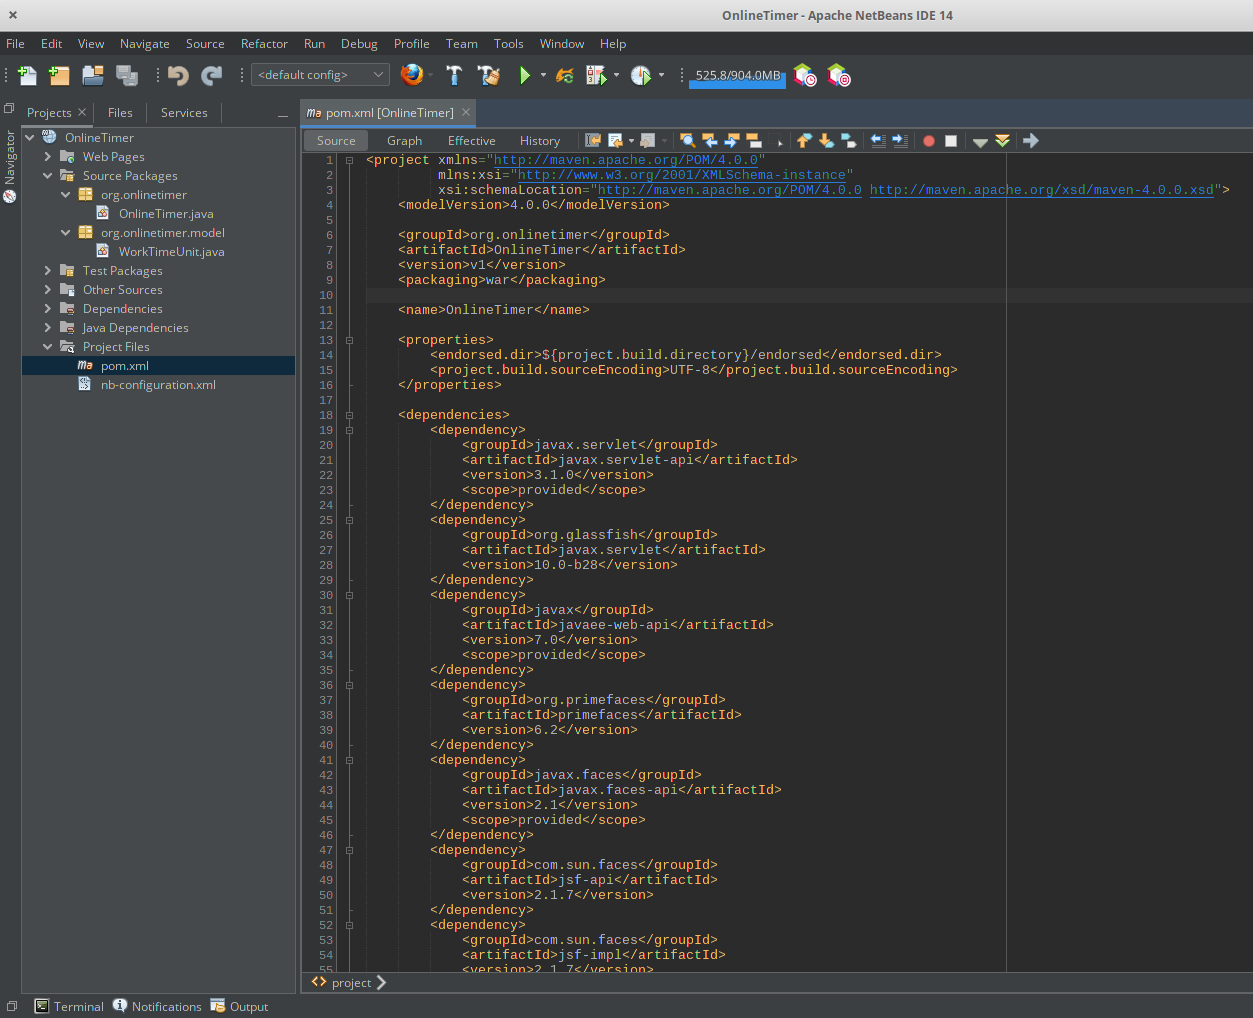 OnlineTimer - Apache NetBeans IDE 14
File Edit View Navigate Source Refactor Run Debug Profile Team Tools Window Help
<default config> 525.8/904.0MB
Projects Files Services
pom.xml [OnlineTimer]
Navigator
OnlineTimer
Web Pages
Source Packages
org.onlinetimer
OnlineTimer.java
org.onlinetimer.model
WorkTimeUnit.java
Test Packages
Other Sources
Dependencies
Java Dependencies
Project Files
pom.xml
nb-configuration.xml
Source Graph Effective History
1 <project xmlns="http://maven.apache.org/POM/4.0.0"
2 mlns:xsi="http://www.w3.org/2001/XMLSchema-instance"
3 xsi:schemaLocation="http://maven.apache.org/POM/4.0.0 http://maven.apache.org/xsd/maven-4.0.0.xsd">
4 <modelVersion>4.0.0</modelVersion>
5
6 <groupId>org.onlinetimer</groupId>
7 <artifactId>OnlineTimer</artifactId>
8 <version>v1</version>
9 <packaging>war</packaging>
10
11 <name>OnlineTimer</name>
12
13 <properties>
14 <endorsed.dir>${project.build.directory}/endorsed</endorsed.dir>
15 <project.build.sourceEncoding>UTF-8</project.build.sourceEncoding>
16 </properties>
17
18 <dependencies>
19 <dependency>
20 <groupId>javax.servlet</groupId>
21 <artifactId>javax.servlet-api</artifactId>
22 <version>3.1.0</version>
23 <scope>provided</scope>
24 </dependency>
25 <dependency>
26 <groupId>org.glassfish</groupId>
27 <artifactId>javax.servlet</artifactId>
28 <version>10.0-b28</version>
29 </dependency>
30 <dependency>
31 <groupId>javax</groupId>
32 <artifactId>javaee-web-api</artifactId>
33 <version>7.0</version>
34 <scope>provided</scope>
35 </dependency>
36 <dependency>
37 <groupId>org.primefaces</groupId>
38 <artifactId>primefaces</artifactId>
39 <version>6.2</version>
40 </dependency>
41 <dependency>
42 <groupId>javax.faces</groupId>
43 <artifactId>javax.faces-api</artifactId>
44 <version>2.1</version>
45 <scope>provided</scope>
46 </dependency>
47 <dependency>
48 <groupId>com.sun.faces</groupId>
49 <artifactId>jsf-api</artifactId>
50 <version>2.1.7</version>
51 </dependency>
52 <dependency>
53 <groupId>com.sun.faces</groupId>
54 <artifactId>jsf-impl</artifactId>
55 <version>2.1.7</version>
project
Terminal Notifications Output